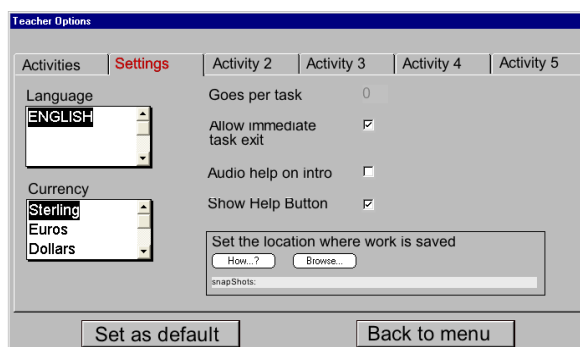 Teacher Options
Activities
Settings
Activity 2
Activity 3
Activity 4
Activity 5
Language
ENGLISH
Currency
Sterling
Euros
Dollars
Goes per task
0
Allow immediate
task exit
Audio help on intro
Show Help Button
Set the location where work is saved
How...?
Browse...
snapShots:
Set as default
Back to menu